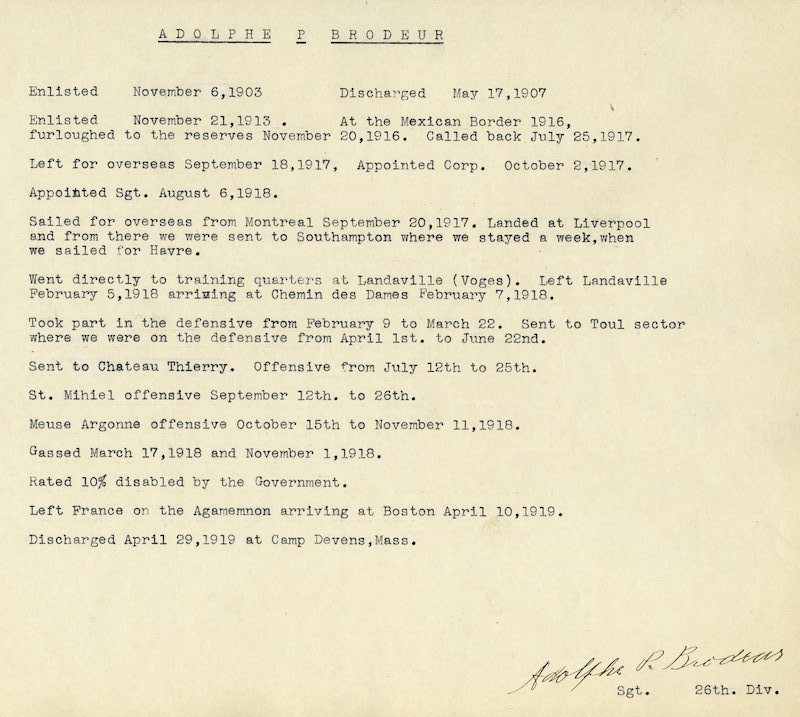 ADOLPHE P BRODEUR
Enlisted November 6,1903 Discharged May 17,1907
Enlisted November 21,1913 . At the Mexican Border 1916,
furloughed to the reserves November 20,1916. Called back July 25,1917.
Left for overseas September 18,1917, Appointed Corp. October 2,1917.
Appointed Sgt. August 6,1918.
Sailed for overseas from Montreal September 20,1917. Landed at Liverpool
and from there we were sent to Southampton where we stayed a week,when
we sailed for Havre.
Went directly to training quarters at Landaville (Voges). Left Landaville
February 5,1918 arriving at Chemin des Dames February 7,1918.
Took part in the defensive from February 9 to March 22. Sent to Toul sector
where we were on the defensive from April 1st. to June 22nd.
Sent to Chateau Thierry. Offensive from July 12th to 25th.
St. Mihiel offensive September 12th. to 26th.
Meuse Argonne offensive October 15th to November 11,1918.
Gassed March 17,1918 and November 1,1918.
Rated 10% disabled by the Government.
Left France on the Agamemnon arriving at Boston April 10,1919.
Discharged April 29,1919 at Camp Devens,Mass.
Adolphe P. Brodeur
Sgt. 26th. Div.